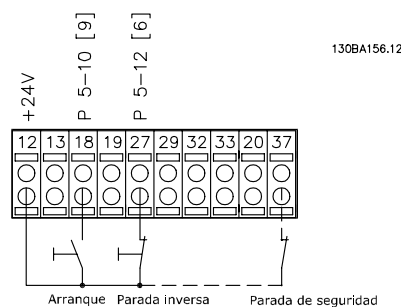 130BA156.12
+24V
P 5-10 [9]
P 5-12 [6]
12 13 18 19 27 29 32 33 20 37
Arranque Parada inversa Parada de seguridad